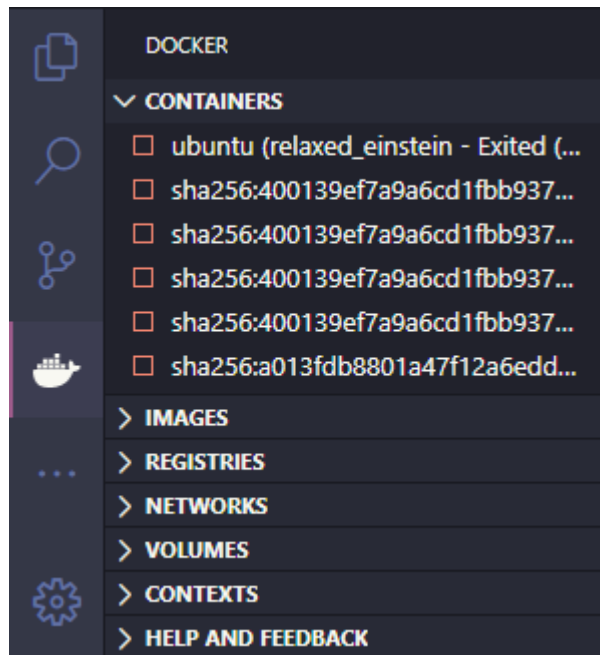 DOCKER
CONTAINERS
ubuntu (relaxed_einstein - Exited (...
sha256:400139ef7a9a6cd1fbb937...
sha256:400139ef7a9a6cd1fbb937...
sha256:400139ef7a9a6cd1fbb937...
sha256:400139ef7a9a6cd1fbb937...
sha256:a013fdb8801a47f12a6edd...
IMAGES
REGISTRIES
NETWORKS
VOLUMES
CONTEXTS
HELP AND FEEDBACK